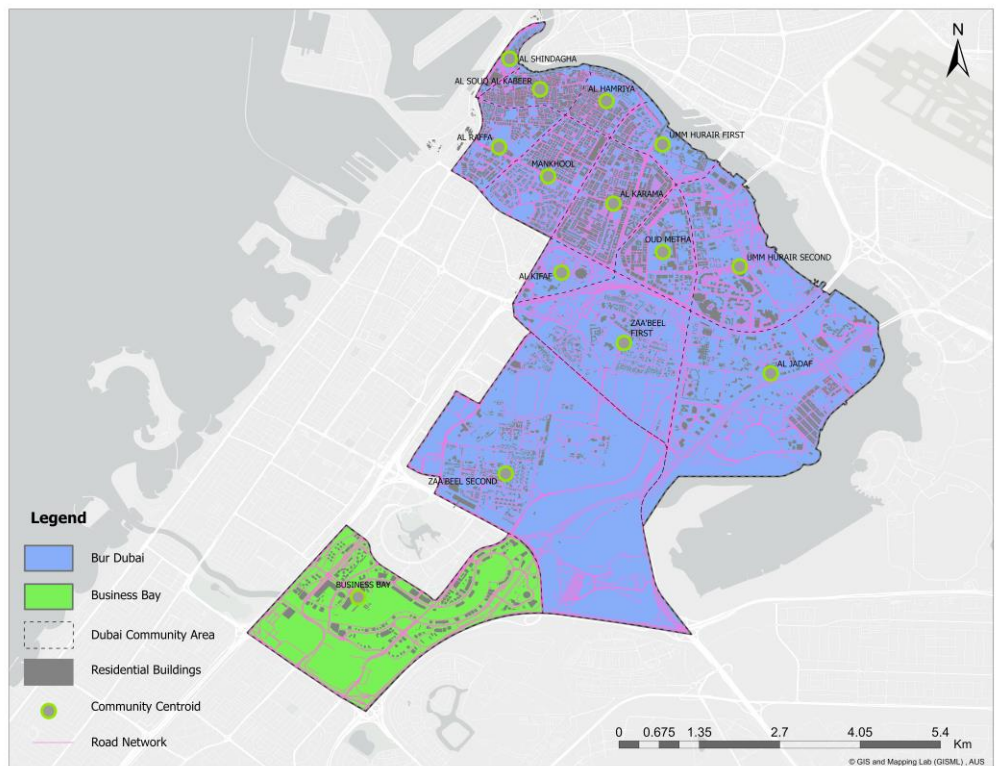 N
AL SHINDAGHA
AL SOUQ AL KABEER
AL HAMRIYA
UMM HURAIR FIRST
AL RAFFA
MANKHOOL
AL KARAMA
OUD METHA
UMM HURAIR SECOND
AL KIFAF
ZAA'BEEL
FIRST
AL JADAF
ZAA'BEEL SECOND
BUSINESS BAY
Legend
Bur Dubai
Business Bay
Dubai Community Area
Residential Buildings
Community Centroid
Road Network
0 0.675 1.35 2.7 4.05 5.4
Km
© GIS and Mapping Lab (GISML) , AUS